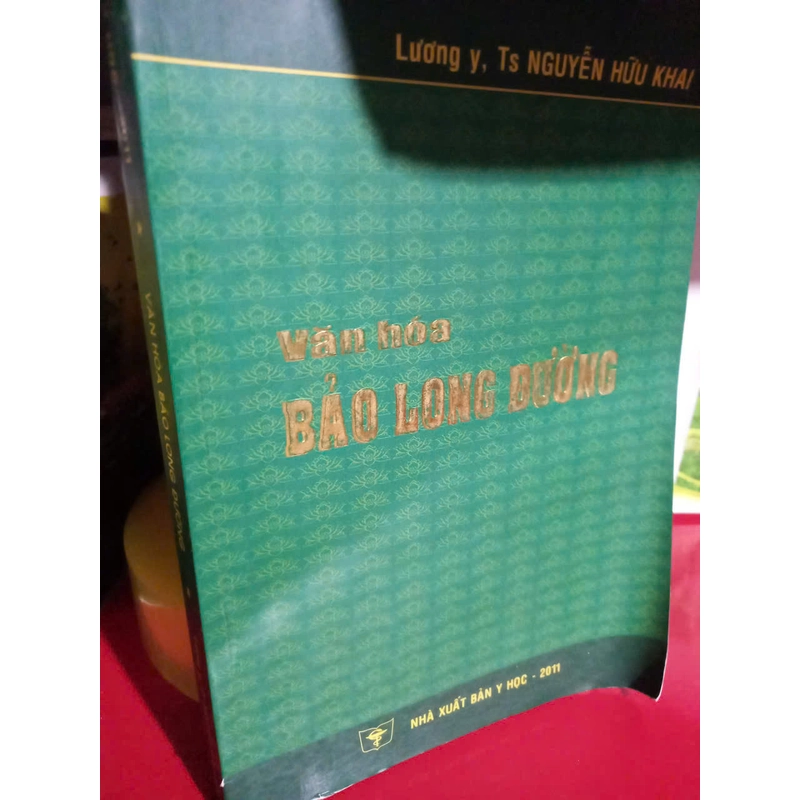 Lương y, Ts NGUYỄN HỮU KHAI
Văn hóa
BẢO LONG ĐƯỜNG
NHÀ XUẤT BẢN Y HỌC - 2011
VĂN HÓA BẢO LONG ĐƯỜNG